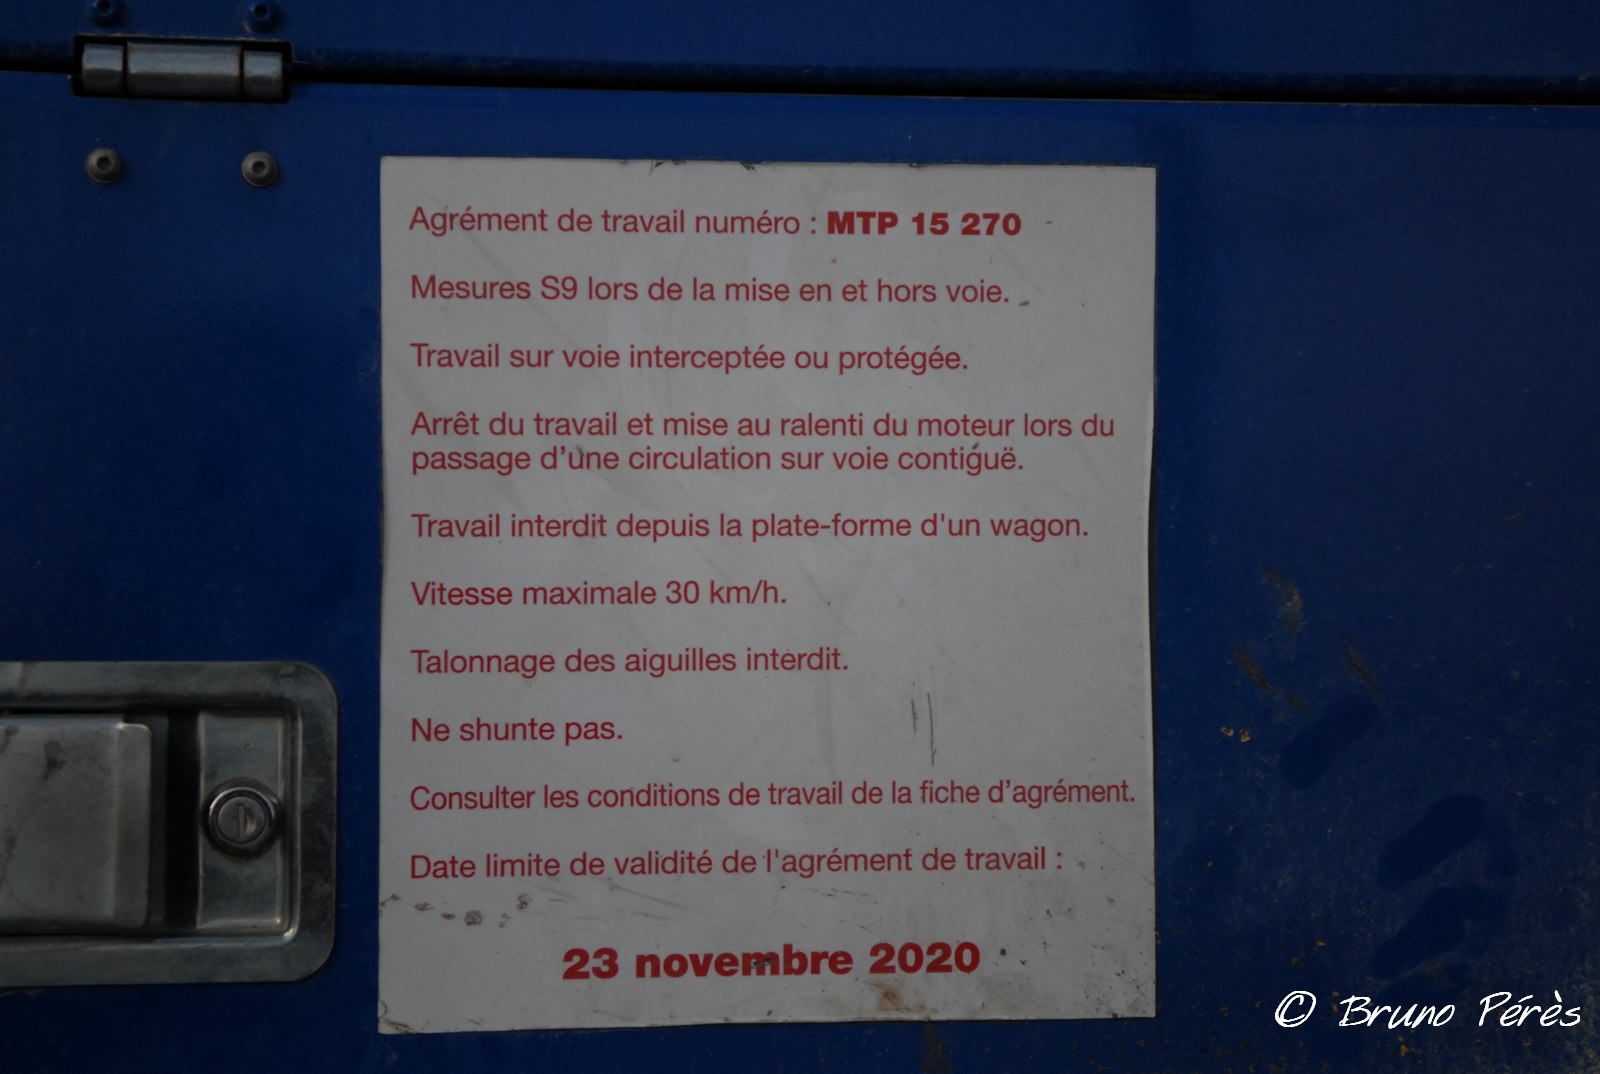 Agrément de travail numéro : MTP 15 270
Mesures S9 lors de la mise en et hors voie.
Travail sur voie interceptée ou protégée.
Arrêt du travail et mise au ralenti du moteur lors du
passage d’une circulation sur voie contiguë.
Travail interdit depuis la plate-forme d'un wagon.
Vitesse maximale 30 km/h.
Talonnage des aiguilles interdit.
Ne shunte pas.
Consulter les conditions de travail de la fiche d’agrément.
Date limite de validité de l'agrément de travail :
23 novembre 2020
© Bruno Pérès